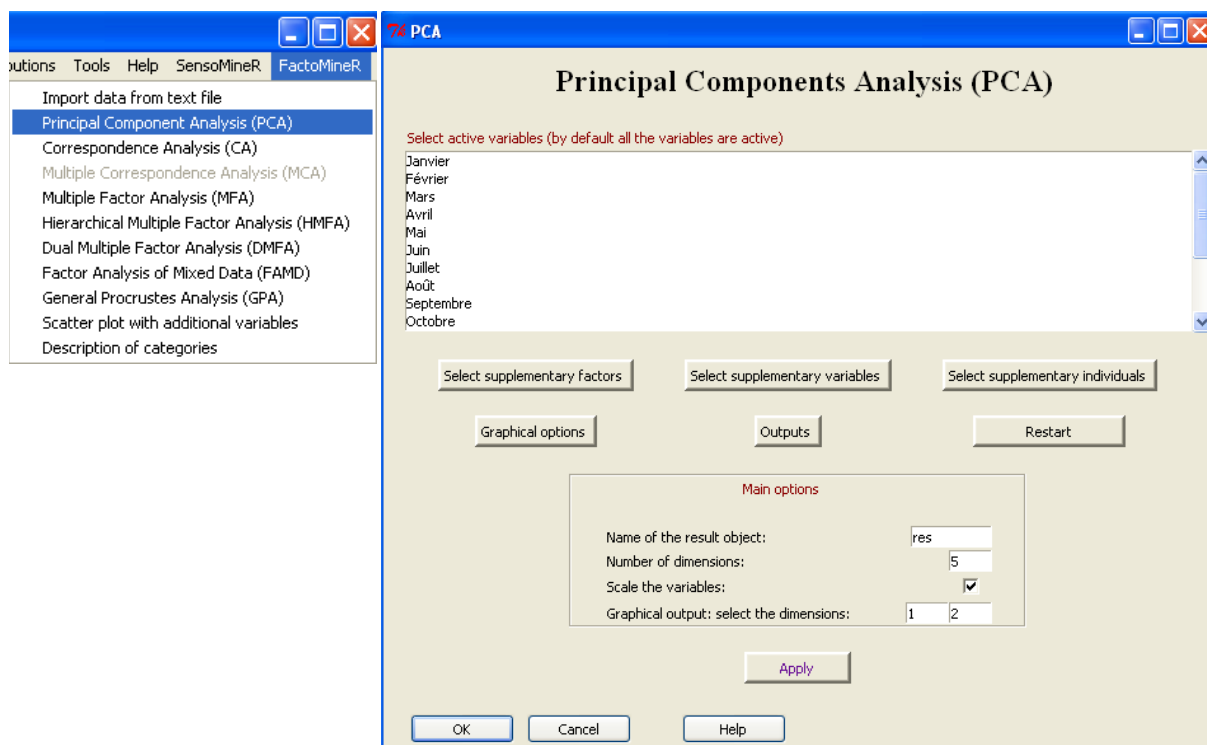 Tools Help SensoMineR FactoMineR
Import data from text file
Principal Component Analysis (PCA)
Correspondence Analysis (CA)
Multiple Correspondence Analysis (MCA)
Multiple Factor Analysis (MFA)
Hierarchical Multiple Factor Analysis (HMFA)
Dual Multiple Factor Analysis (DMFA)
Factor Analysis of Mixed Data (FAMD)
General Procrustes Analysis (GPA)
Scatter plot with additional variables
Description of categories
PCA
Principal Components Analysis (PCA)
Select active variables (by default all the variables are active)
Janvier
Février
Mars
Avril
Mai
Juin
Juillet
Août
Septembre
Octobre
Select supplementary factors Select supplementary variables Select supplementary individuals
Graphical options Outputs Restart
Main options
Name of the result object: res
Number of dimensions: 5
Scale the variables:
Graphical output: select the dimensions: 1 2
Apply
OK Cancel Help